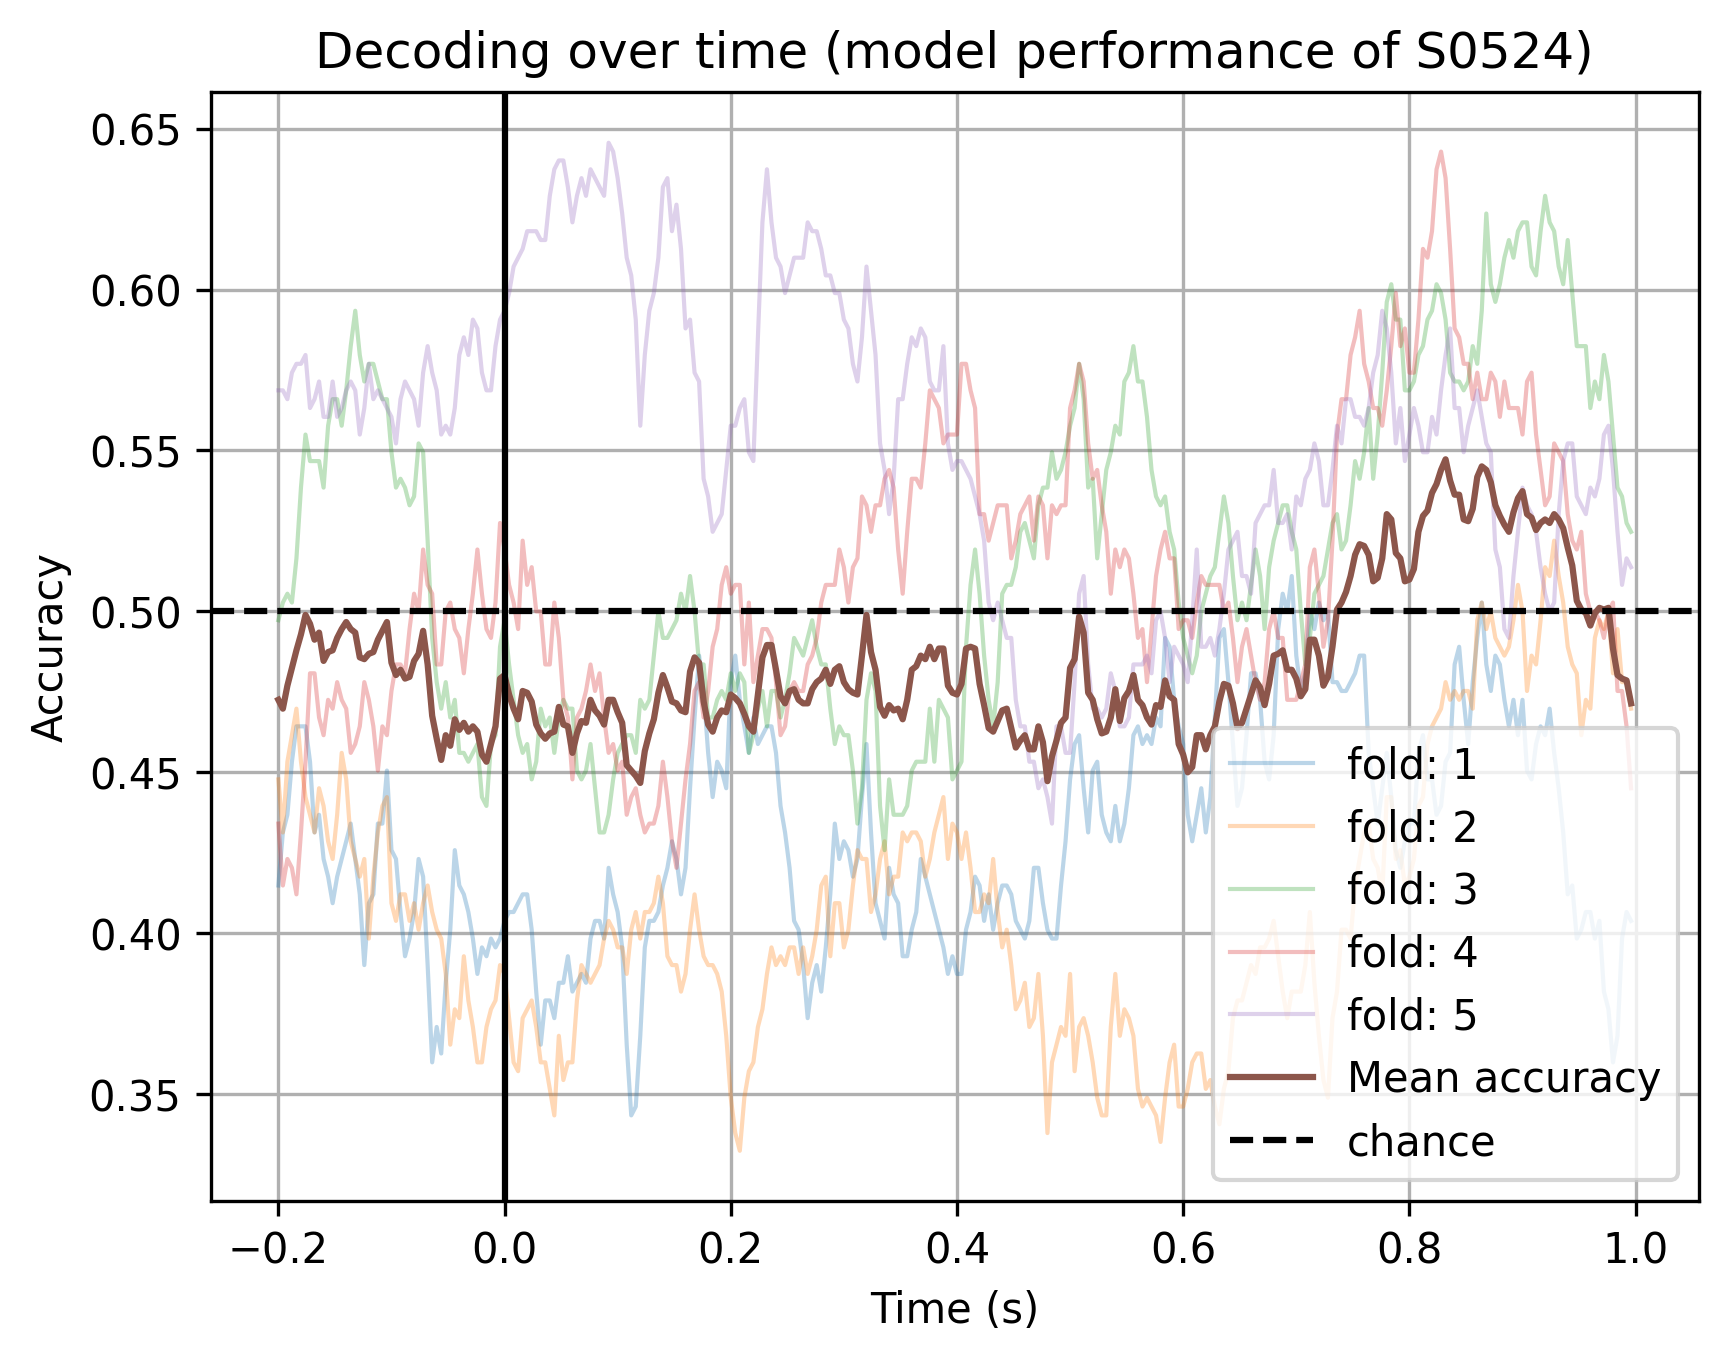 Decoding over time (model performance of S0524)
Accuracy
0.65
0.60
0.55
0.50
0.45
0.40
0.35
fold: 1
fold: 2
fold: 3
fold: 4
fold: 5
Mean accuracy
chance
−0.2
0.0
0.2
0.4
0.6
0.8
1.0
Time (s)